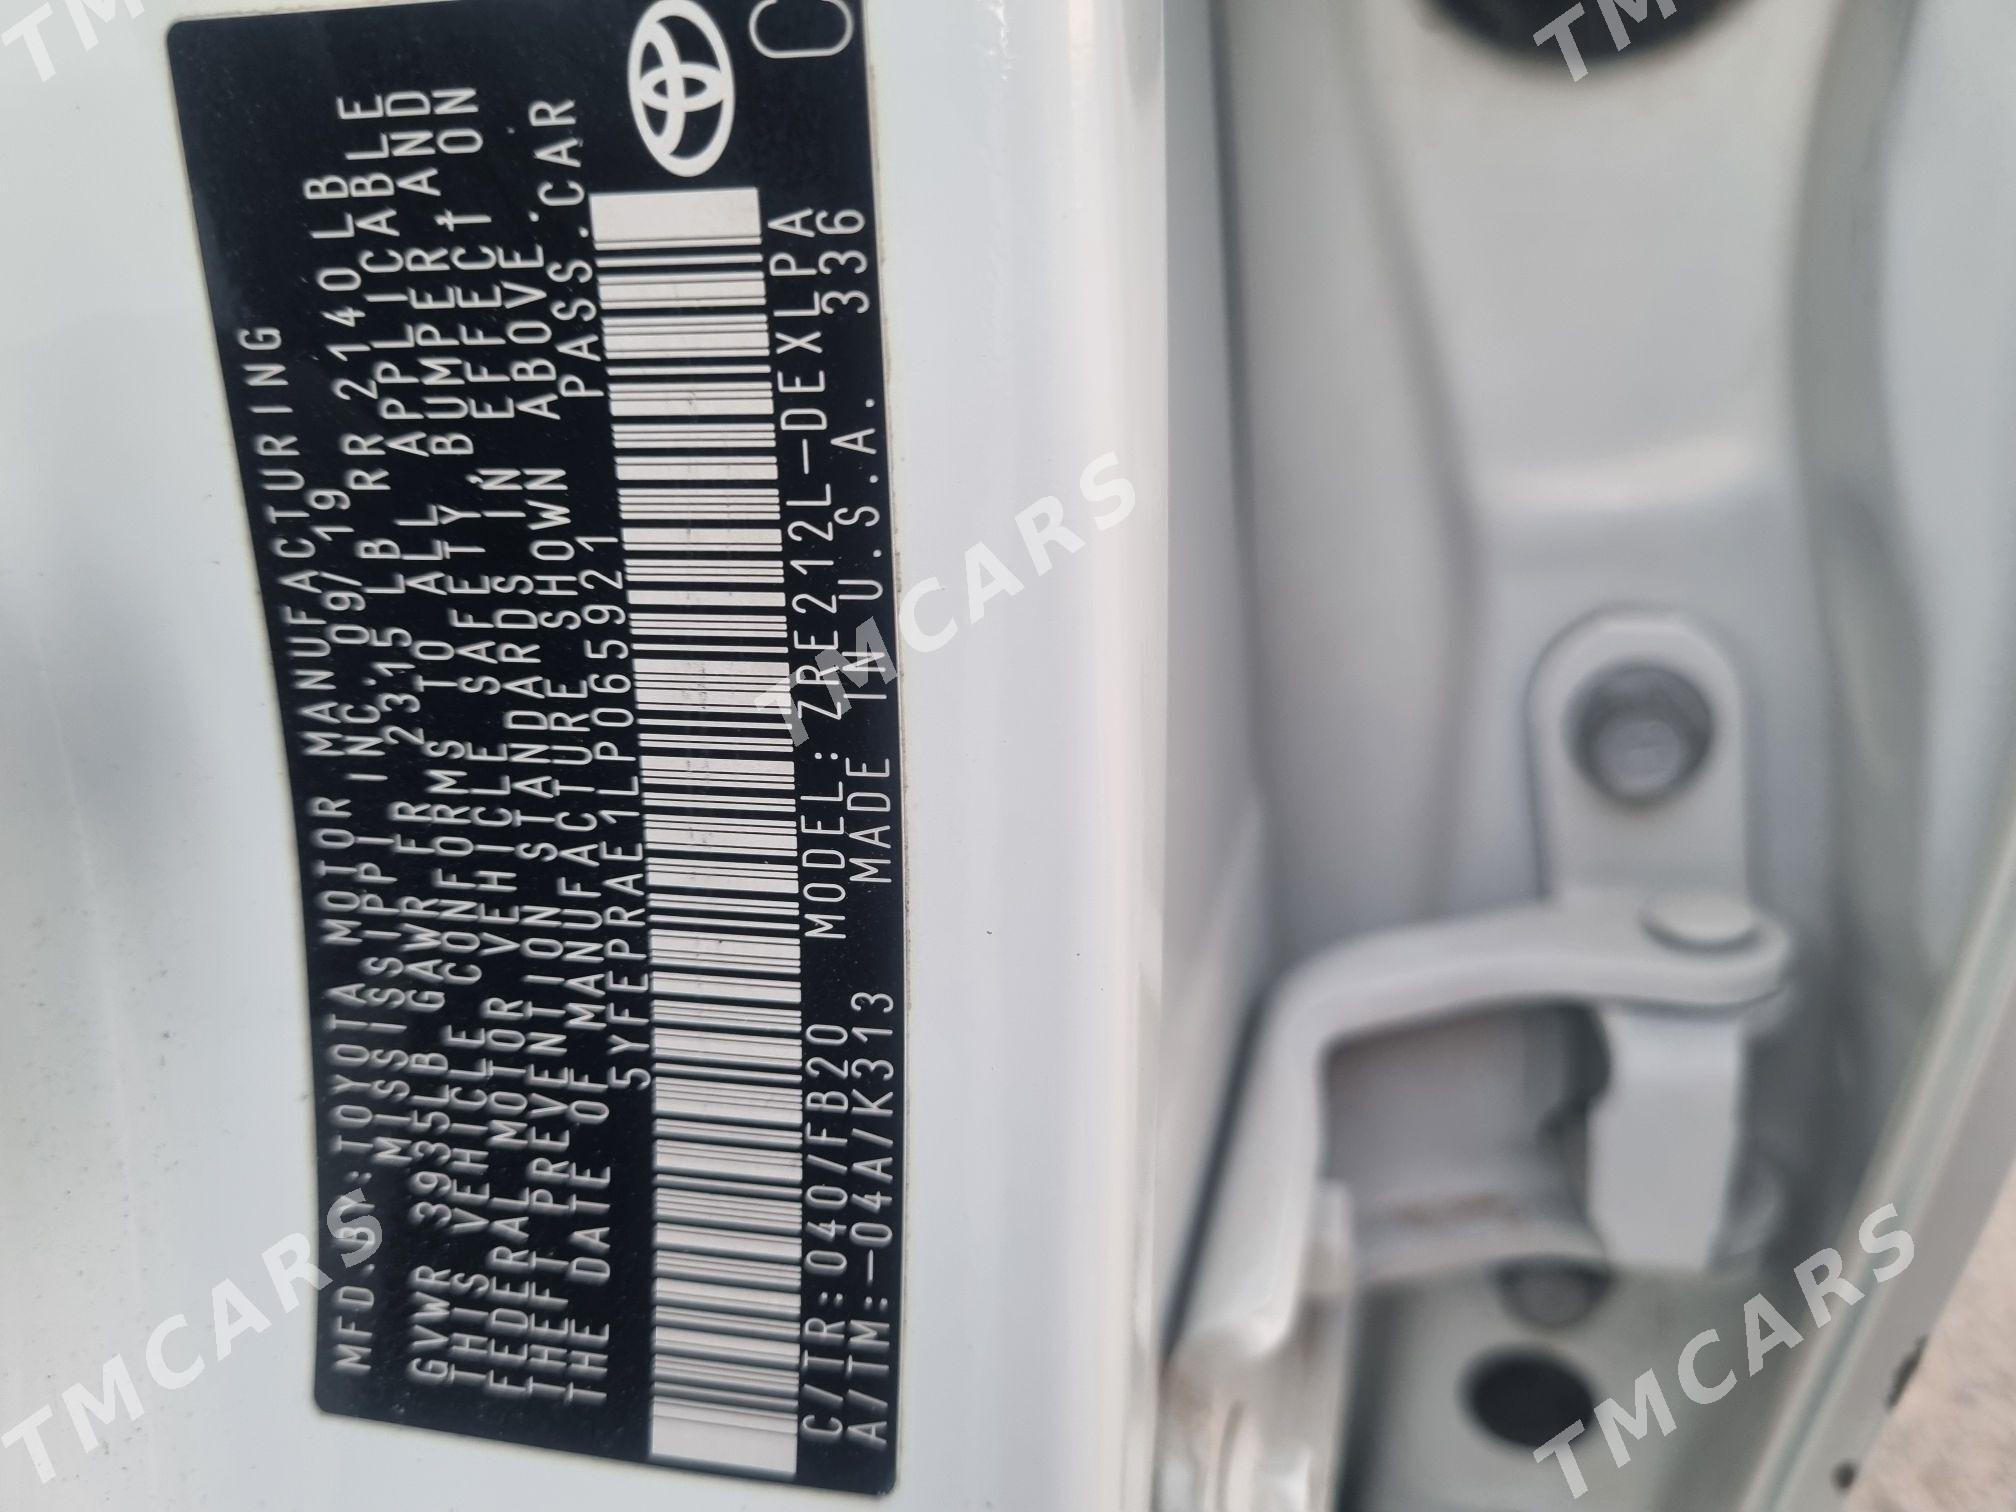 MFD.BY:TOYOTA MOTOR MANUFACTURING
MISSISSIPPI INC. 09/19
GVWR 3935LB GAWR FR 2315LB RR 2140LB
THIS VEHICLE CONFORMS TO ALL APPLICABLE
FEDERAL MOTOR VEHICLE SAFETY, BUMPER, AND
THEFT PREVENTION STANDARDS IN EFFECT ON
THE DATE OF MANUFACTURE SHOWN ABOVE.
5YFEPRAE1LP065921 PASS.CAR
C/TR:040/FB20 MODEL: ZRE212L-DEXLPA
A/TM:-04A/K313 MADE IN U.S.A. 336
C
TMCARS
TMCARS
TMCARS
TMCARS
TMCARS